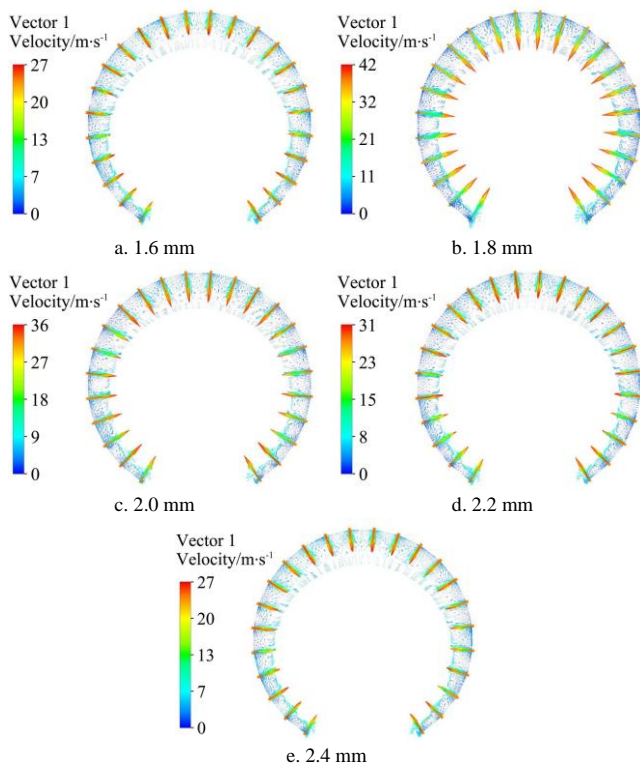 Vector 1
Velocity/m·s⁻¹
27
20
13
7
0
a. 1.6 mm
Vector 1
Velocity/m·s⁻¹
42
32
21
11
0
b. 1.8 mm
Vector 1
Velocity/m·s⁻¹
36
27
18
9
0
c. 2.0 mm
Vector 1
Velocity/m·s⁻¹
31
23
15
8
0
d. 2.2 mm
Vector 1
Velocity/m·s⁻¹
27
20
13
7
0
e. 2.4 mm